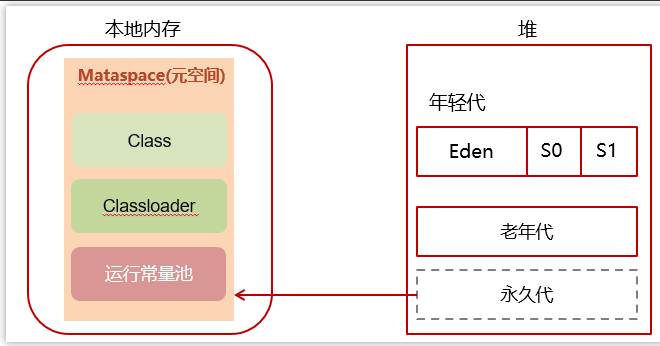 本地内存
Mataspace(元空间)
Class
Classloader
运行常量池
堆
年轻代
Eden
S0
S1
老年代
永久代